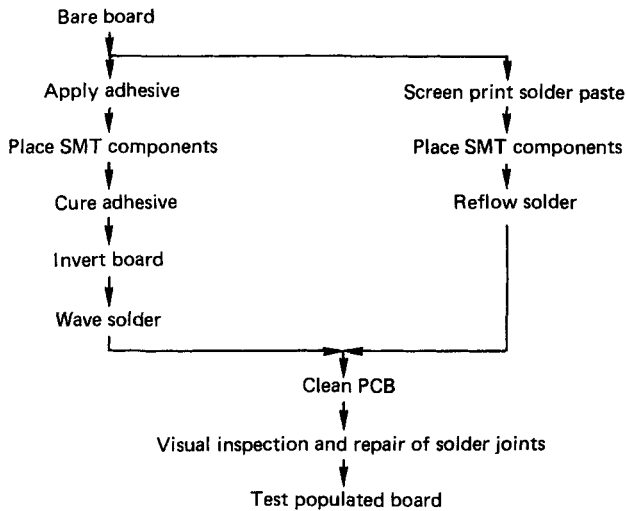 Bare board
Apply adhesive
Place SMT components
Cure adhesive
Invert board
Wave solder
Screen print solder paste
Place SMT components
Reflow solder
Clean PCB
Visual inspection and repair of solder joints
Test populated board